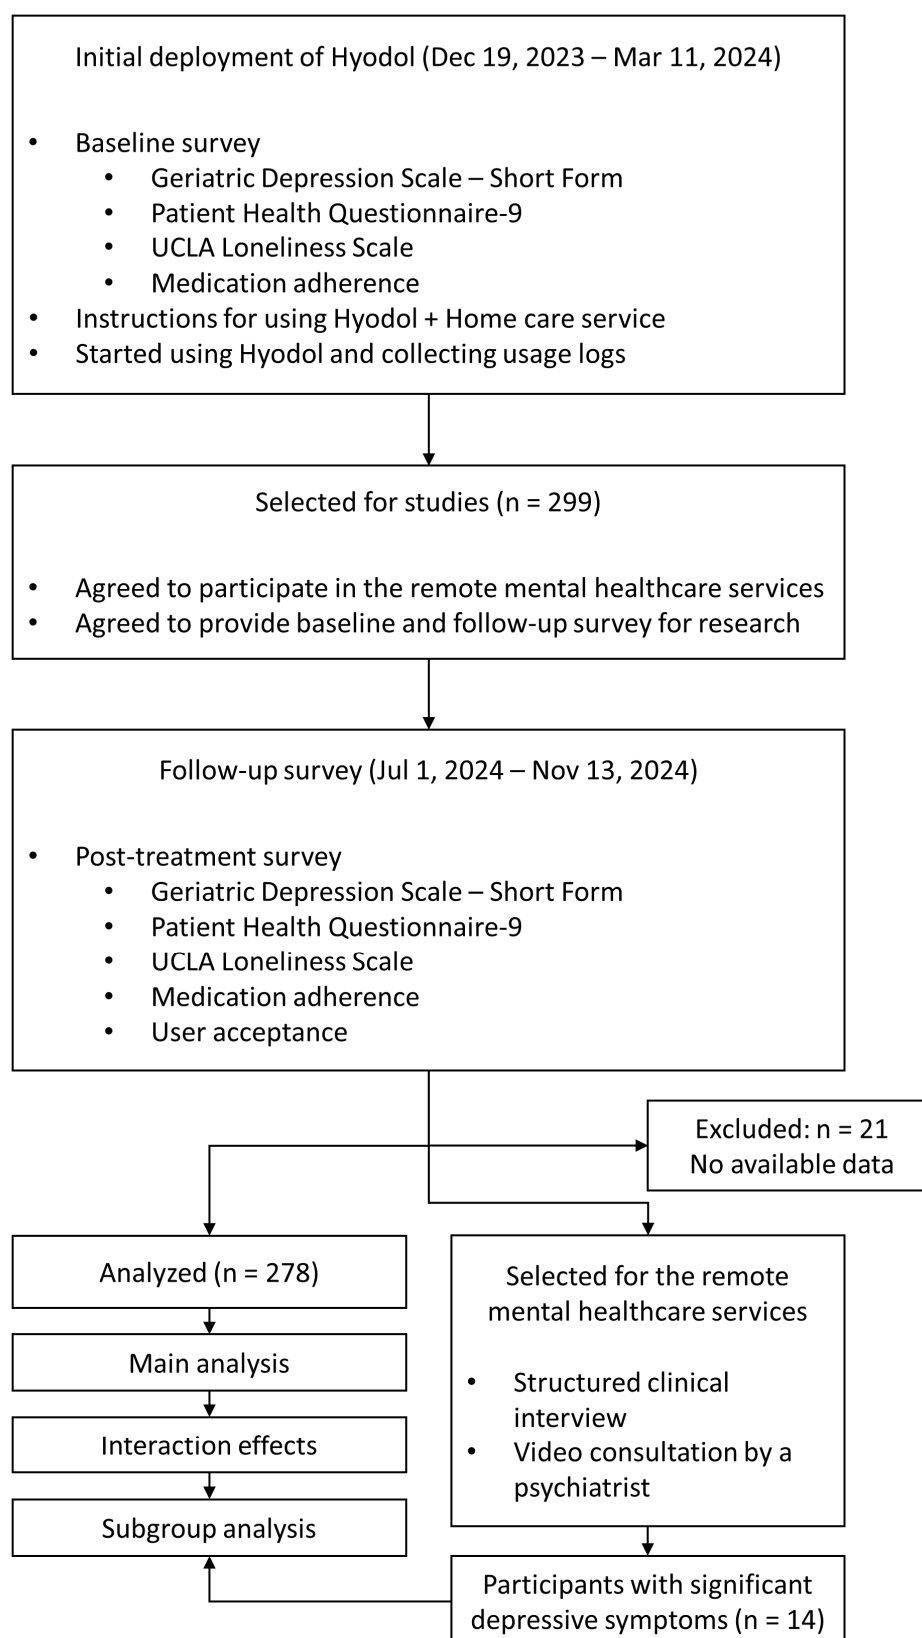 Initial deployment of Hyodol (Dec 19, 2023 – Mar 11, 2024)
• Baseline survey
• Geriatric Depression Scale – Short Form
• Patient Health Questionnaire-9
• UCLA Loneliness Scale
• Medication adherence
• Instructions for using Hyodol + Home care service
• Started using Hyodol and collecting usage logs
Selected for studies (n = 299)
• Agreed to participate in the remote mental healthcare services
• Agreed to provide baseline and follow-up survey for research
Follow-up survey (Jul 1, 2024 – Nov 13, 2024)
• Post-treatment survey
• Geriatric Depression Scale – Short Form
• Patient Health Questionnaire-9
• UCLA Loneliness Scale
• Medication adherence
• User acceptance
Excluded: n = 21
No available data
Analyzed (n = 278)
Main analysis
Interaction effects
Subgroup analysis
Selected for the remote
mental healthcare services
• Structured clinical
interview
• Video consultation by a
psychiatrist
Participants with significant
depressive symptoms (n = 14)